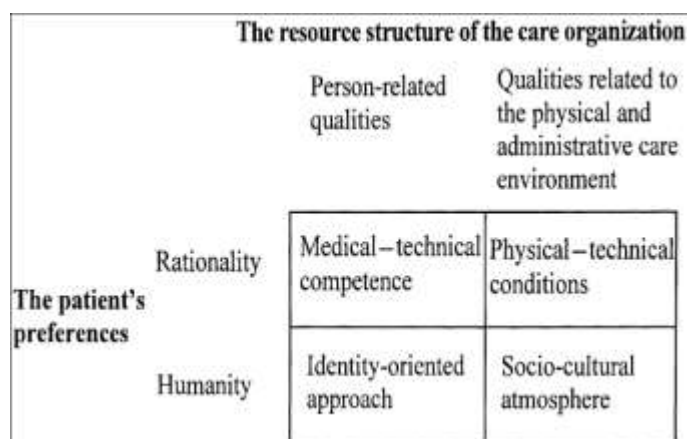 The resource structure of the care organization
Person-related
qualities
Qualities related to
the physical and
administrative care
environment
Rationality
Medical–technical
competence
Physical–technical
conditions
The patient's
preferences
Humanity
Identity-oriented
approach
Socio-cultural
atmosphere